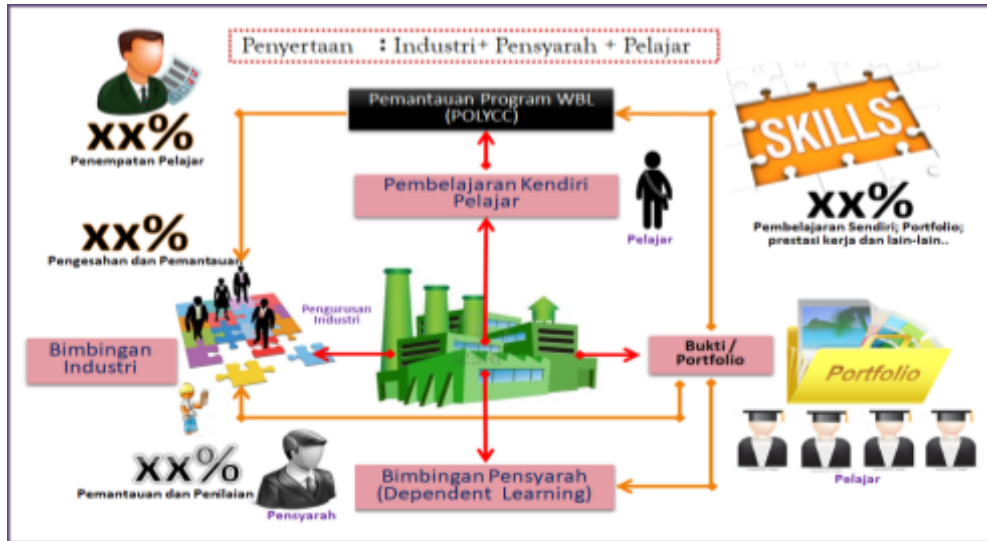 Penyertaan : Industri+ Pensyarah + Pelajar
xx%
Penempatan Pelajar
Pemantauan Program WBL
(POLYCC)
SKILLS
xx%
Pembelajaran Sendiri; Portfolio;
prestasi kerja dan lain-lain..
Pembelajaran Kendiri
Pelajar
Pelajar
xx%
Pengesahan dan Pemantauan
Pengurusan
Industri
Bimbingan
Industri
Bukti /
Portfolio
Portfolio
xx%
Pemantauan dan Penilaian
Pensyarah
Bimbingan Pensyarah
(Dependent Learning)
Pelajar